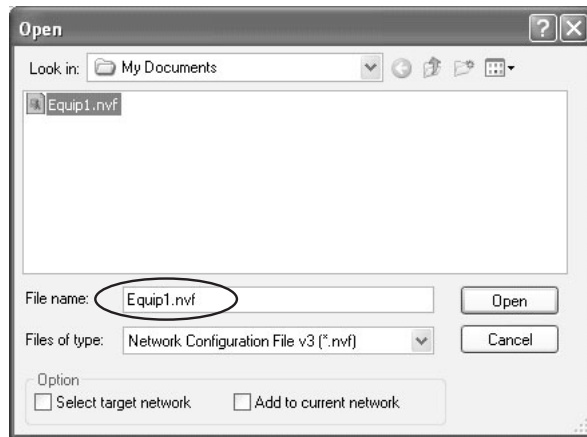 Open
Look in: My Documents
Equip1.nvf
File name: Equip1.nvf Open
Files of type: Network Configuration File v3 (*.nvf) Cancel
Option
Select target network Add to current network